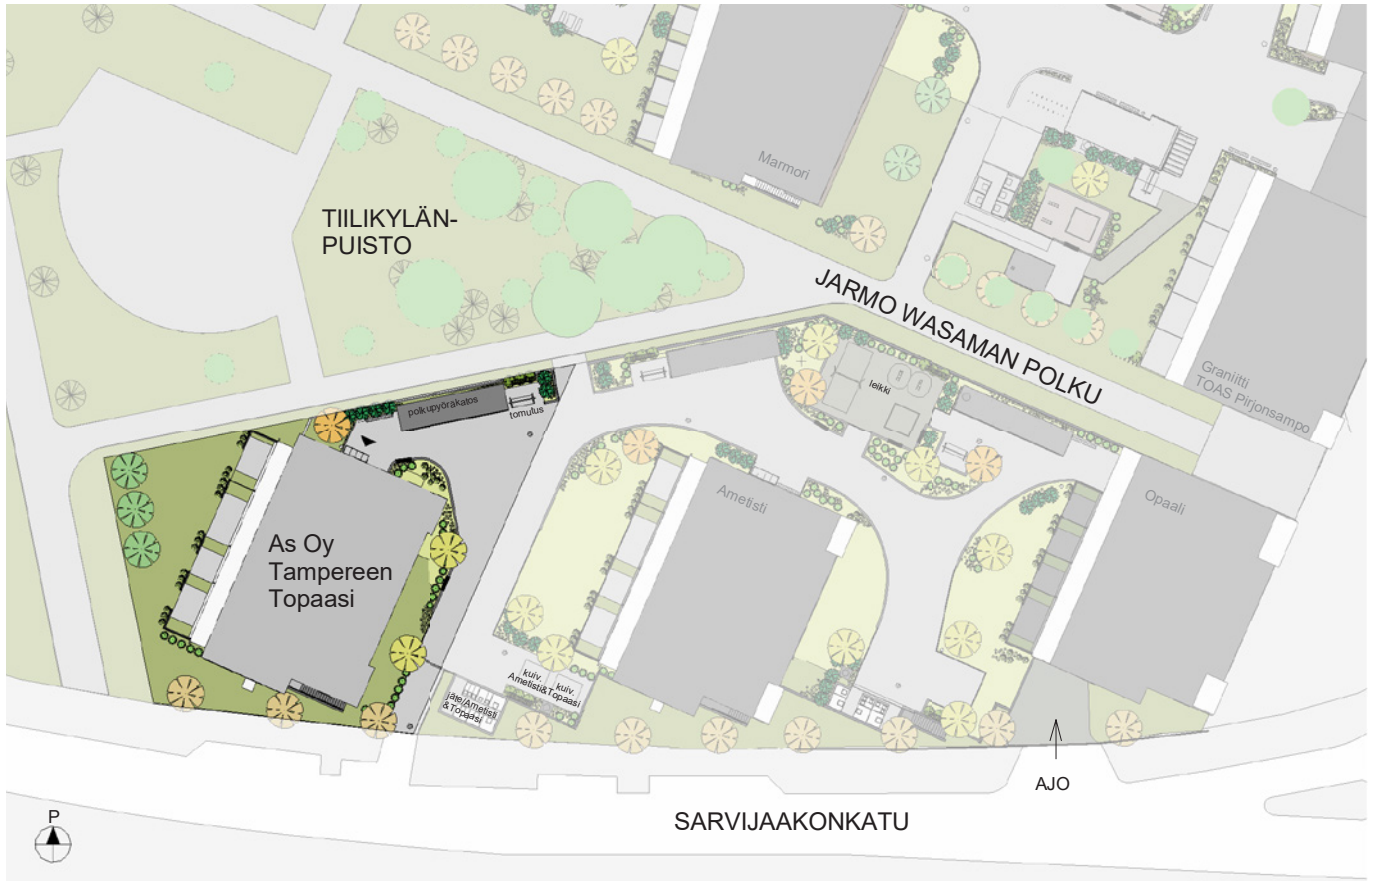 Marmori
TIILIKYLÄN-
PUISTO
JARMO WASAMAN POLKU
Graniitti
TOAS Pirjonsampo
leikki
polkupyöräkatos
tomutus
Ametisti
Opaali
As Oy
Tampereen
Topaasi
kuiv.
Ametisti&Topaasi
kuiv.
jäte/Ametisti
&Topaasi
AJO
SARVIJAAKONKATU
P